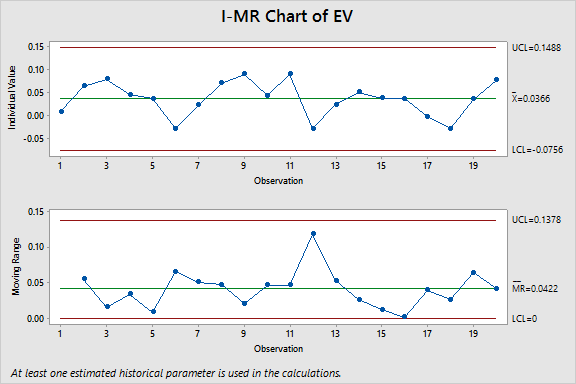 I-MR Chart of EV
Individual Value
0.15
0.10
0.05
0.00
-0.05
UCL=0.1488
X̅=0.0366
LCL=-0.0756
1 3 5 7 9 11 13 15 17 19
Observation
Moving Range
0.15
0.10
0.05
0.00
UCL=0.1378
M̅R̅=0.0422
LCL=0
1 3 5 7 9 11 13 15 17 19
Observation
At least one estimated historical parameter is used in the calculations.